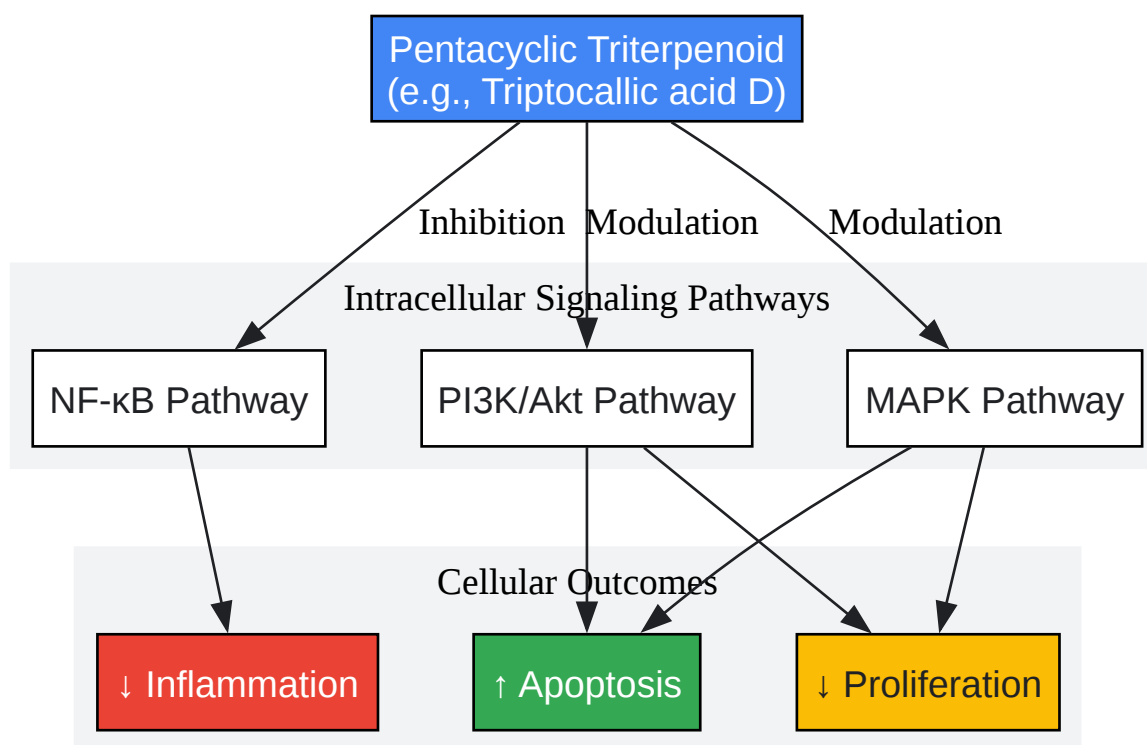 Pentacyclic Triterpenoid
(e.g., Triptocallic acid D)
Inhibition
Modulation
Modulation
Intracellular Signaling Pathways
NF-κB Pathway
PI3K/Akt Pathway
MAPK Pathway
Cellular Outcomes
↓ Inflammation
↑ Apoptosis
↓ Proliferation